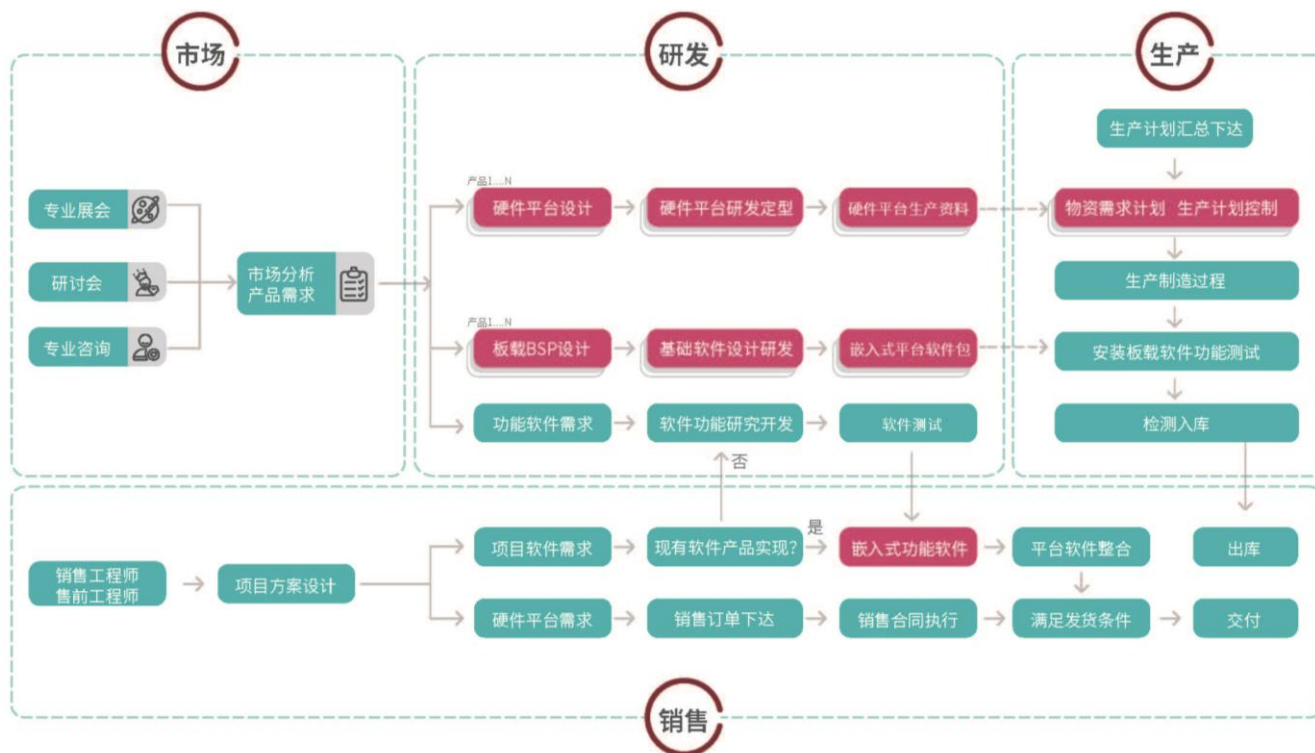 市场
研发
生产
专业展会
研讨会
专业咨询
市场分析
产品需求
产品1....N
硬件平台设计
硬件平台研发定型
硬件平台生产资料
产品1....N
板载BSP设计
基础软件设计研发
嵌入式平台软件包
功能软件需求
软件功能研究开发
软件测试
生产计划汇总下达
物资需求计划 生产计划控制
生产制造过程
安装板载软件功能测试
检测入库
否
是
销售工程师
售前工程师
项目方案设计
项目软件需求
现有软件产品实现?
嵌入式功能软件
平台软件整合
出库
硬件平台需求
销售订单下达
销售合同执行
满足发货条件
交付
销售